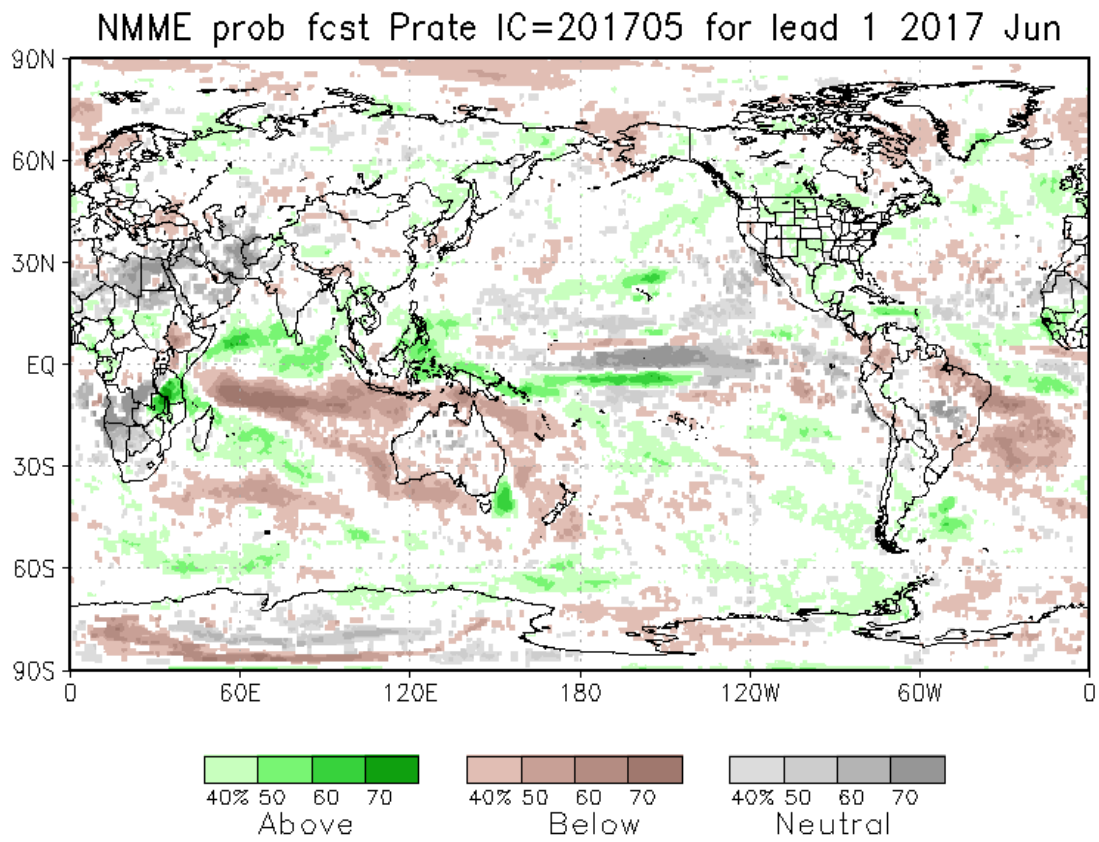 NMME prob fcst Prate IC=201705 for lead 1 2017 Jun
90N
60N
30N
EQ
30S
60S
90S
0 60E 120E 180 120W 60W 0
40% 50 60 70 40% 50 60 70 40% 50 60 70
Above Below Neutral